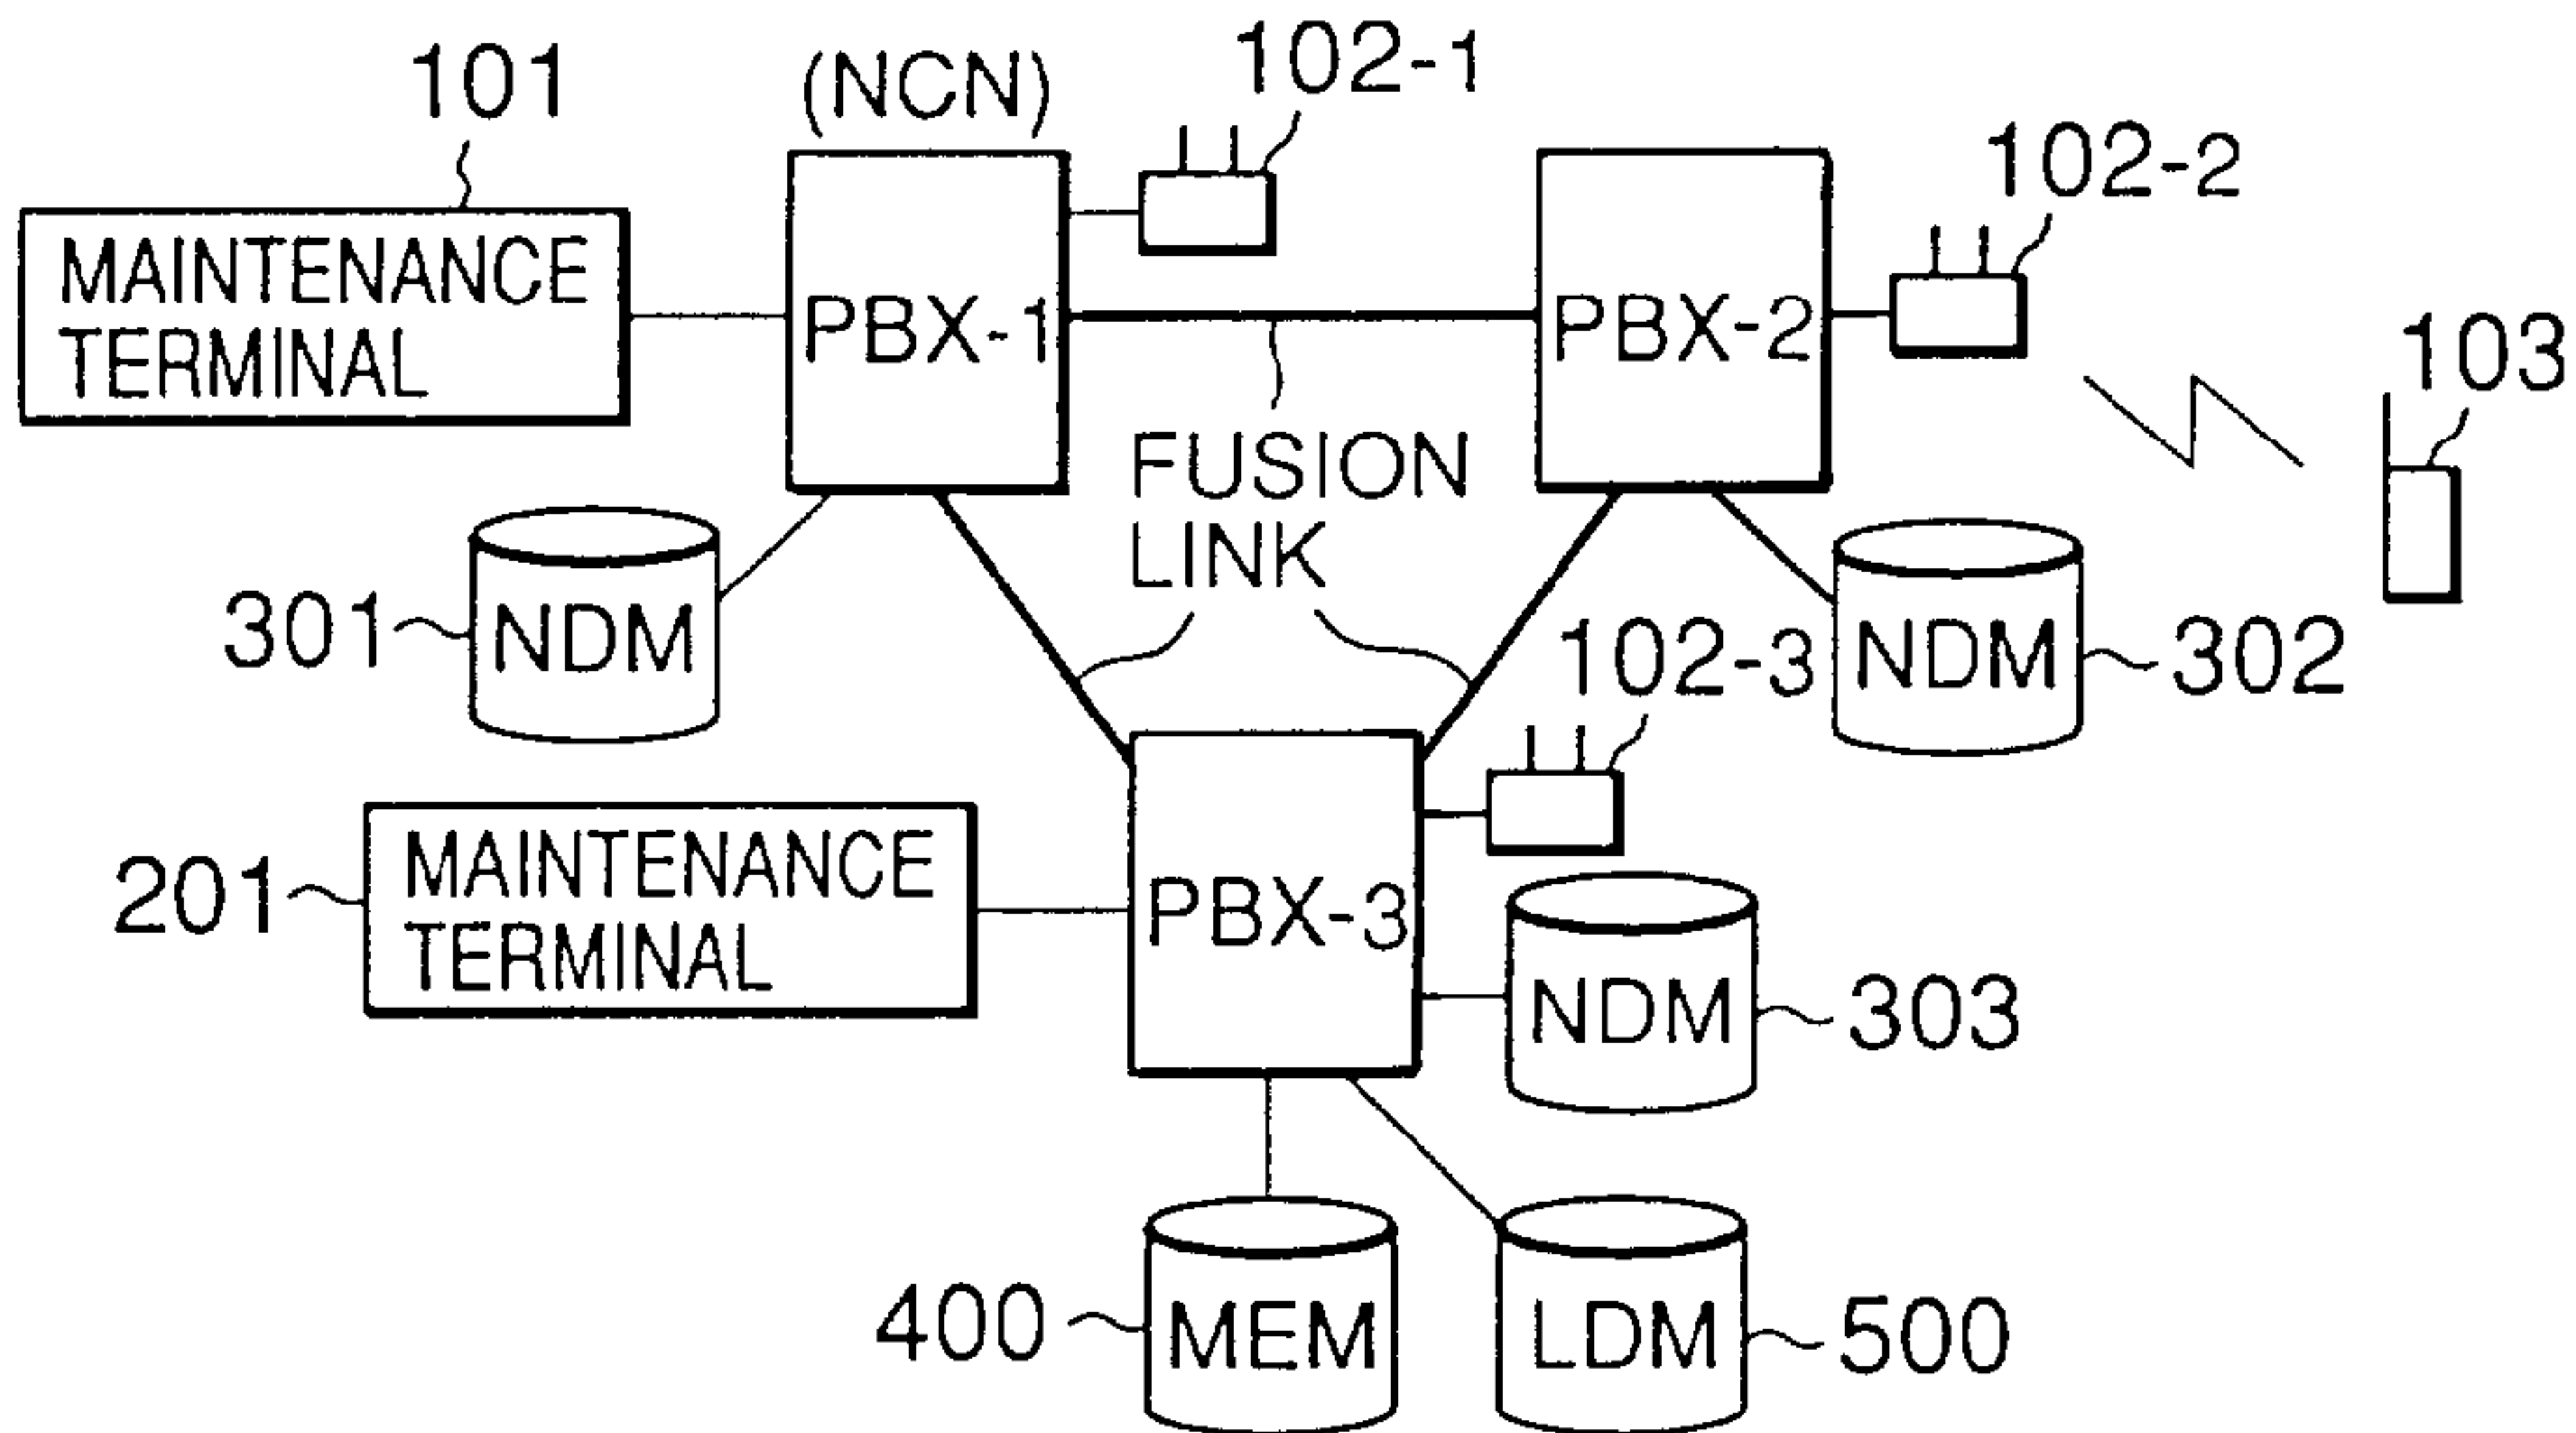 101
(NCN)
102-1
102-2
MAINTENANCE
TERMINAL
PBX-1
PBX-2
103
FUSION
LINK
301
NDM
102-3
NDM
302
201
MAINTENANCE
TERMINAL
PBX-3
NDM
303
400
MEM
LDM
500